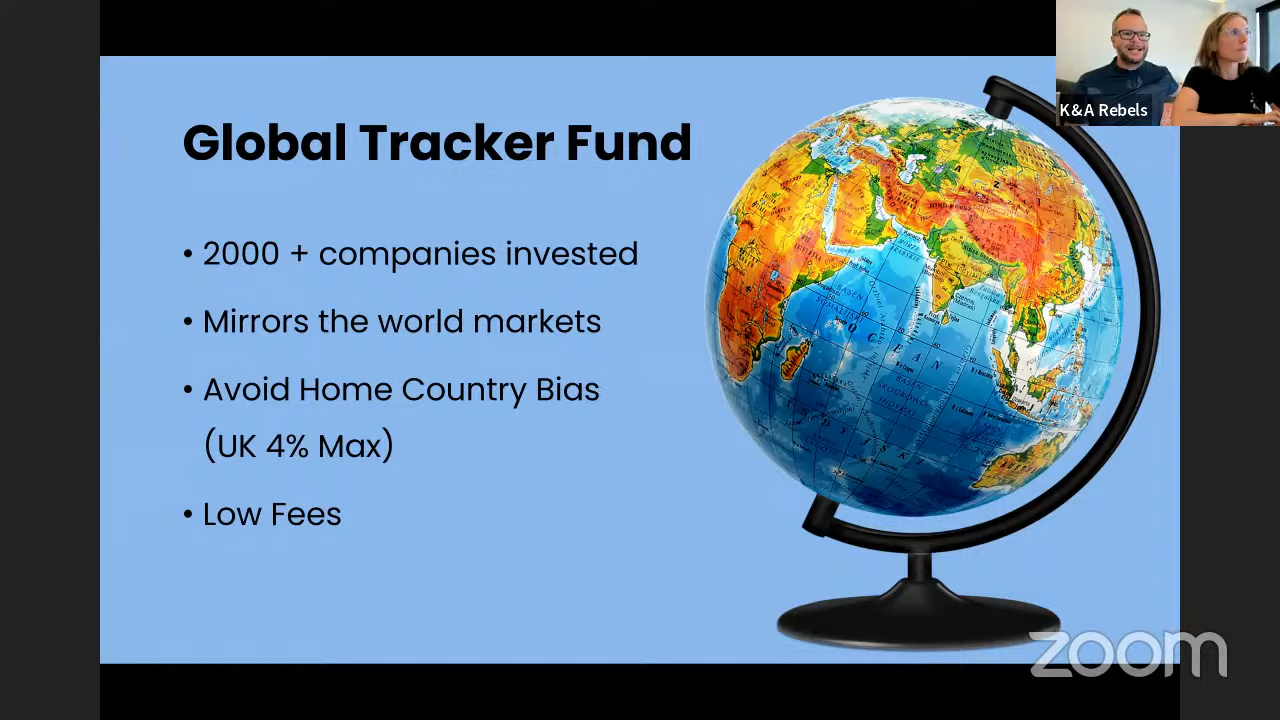 K&A Rebels
Global Tracker Fund
• 2000 + companies invested
• Mirrors the world markets
• Avoid Home Country Bias
(UK 4% Max)
• Low Fees
zoom